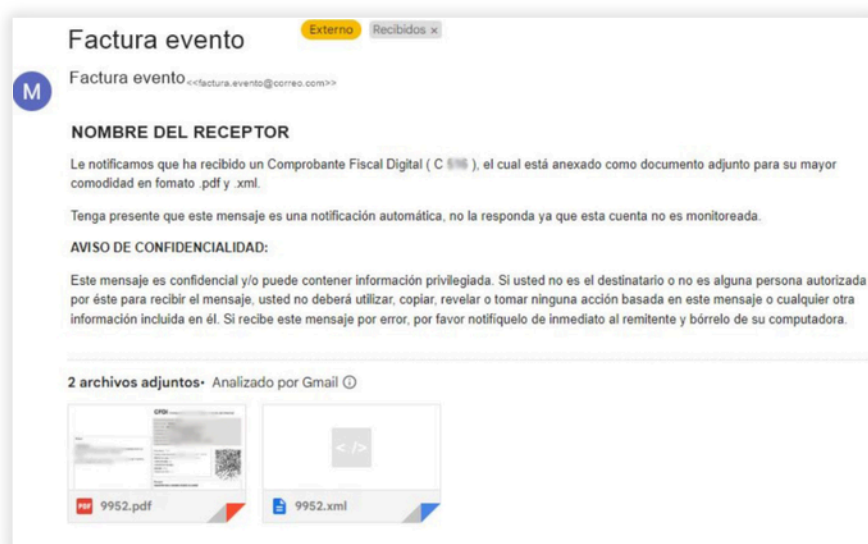 Factura evento
Externo
Recibidos x
M
Factura evento <<factura.evento@correo.com>>
NOMBRE DEL RECEPTOR
Le notificamos que ha recibido un Comprobante Fiscal Digital ( C ), el cual está anexado como documento adjunto para su mayor
comodidad en fomato .pdf y .xml.
Tenga presente que este mensaje es una notificación automática, no la responda ya que esta cuenta no es monitoreada.
AVISO DE CONFIDENCIALIDAD:
Este mensaje es confidencial y/o puede contener información privilegiada. Si usted no es el destinatario o no es alguna persona autorizada
por éste para recibir el mensaje, usted no deberá utilizar, copiar, revelar o tomar ninguna acción basada en este mensaje o cualquier otra
información incluida en él. Si recibe este mensaje por error, por favor notifíquelo de inmediato al remitente y bórrelo de su computadora.
2 archivos adjuntos • Analizado por Gmail
CFDI
</>
PDF 9952.pdf
9952.xml